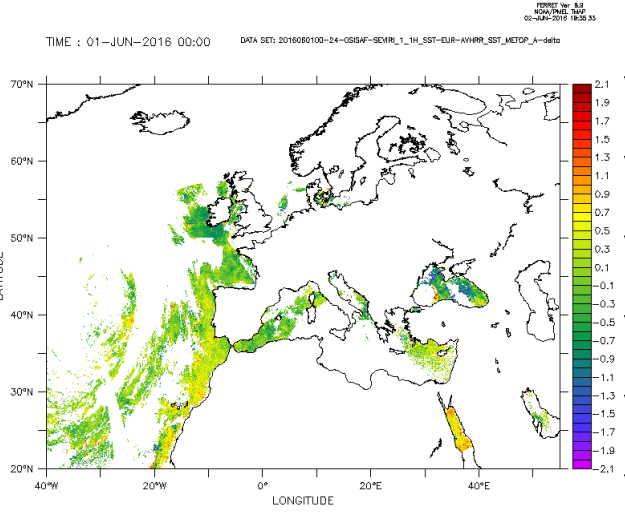 FERRET Ver 6.9
NOAA/PMEL TMAP
02-JUN-2016 19:35:33
TIME : 01-JUN-2016 00:00
DATA SET: 2016060100-24-OSISAF-SEVIRI_1_1H_SST-EUR-AVHRR_SST_METOP_A-delta
70°N
60°N
50°N
40°N
30°N
20°N
40°W
20°W
0°
20°E
40°E
LONGITUDE
2.1
1.9
1.7
1.5
1.3
1.1
0.9
0.7
0.5
0.3
0.1
-0.1
-0.3
-0.5
-0.7
-0.9
-1.1
-1.3
-1.5
-1.7
-1.9
-2.1